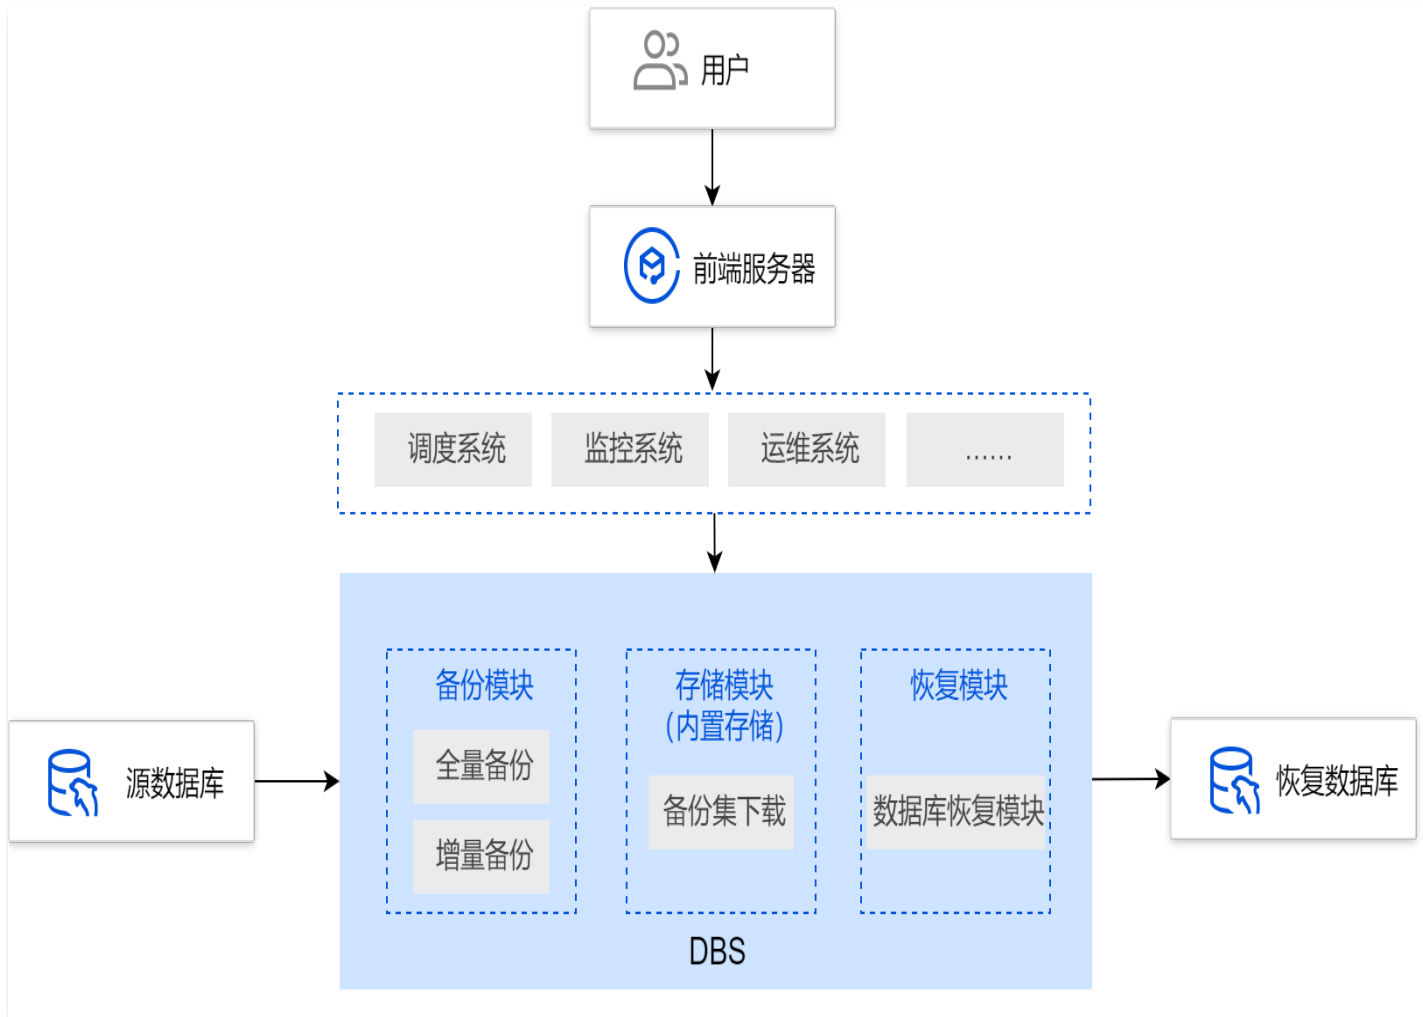 用户
前端服务器
调度系统
监控系统
运维系统
……
备份模块
全量备份
增量备份
存储模块
(内置存储)
备份集下载
恢复模块
数据库恢复模块
DBS
源数据库
恢复数据库